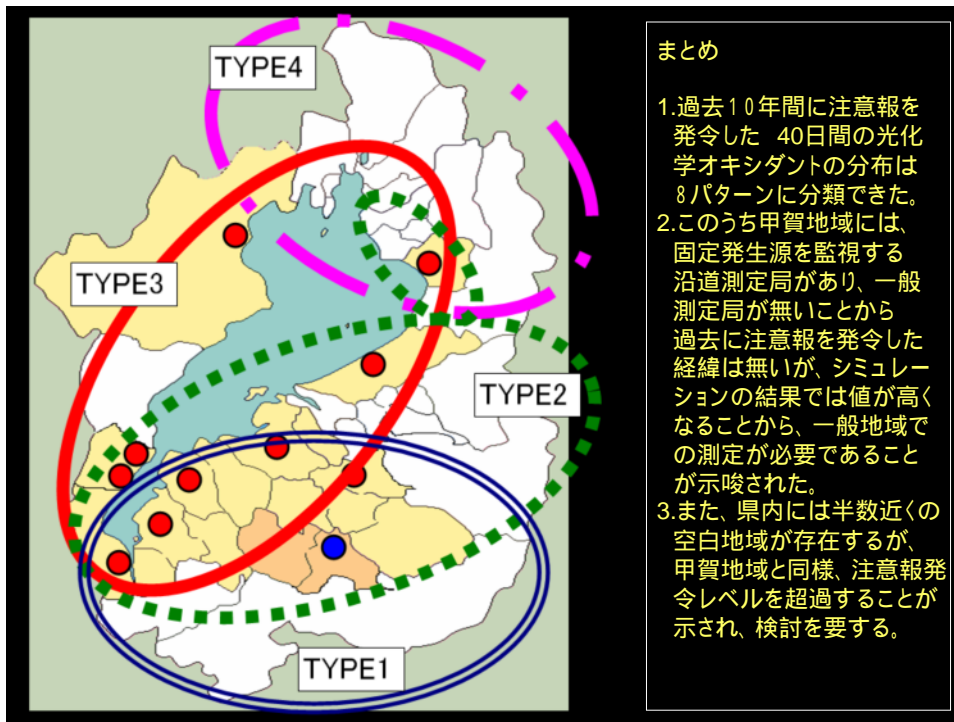 TYPE4
TYPE3
TYPE2
TYPE1
まとめ
1.過去10年間に注意報を
発令した 40日間の光化
学オキシダントの分布は
8パターンに分類できた。
2.このうち甲賀地域には、
固定発生源を監視する
沿道測定局があり、一般
測定局が無いことから
過去に注意報を発令した
経緯は無いが、シミュレー
ションの結果では値が高く
なることから、一般地域で
の測定が必要であること
が示唆された。
3.また、県内には半数近くの
空白地域が存在するが、
甲賀地域と同様、注意報発
令レベルを超過することが
示され、検討を要する。